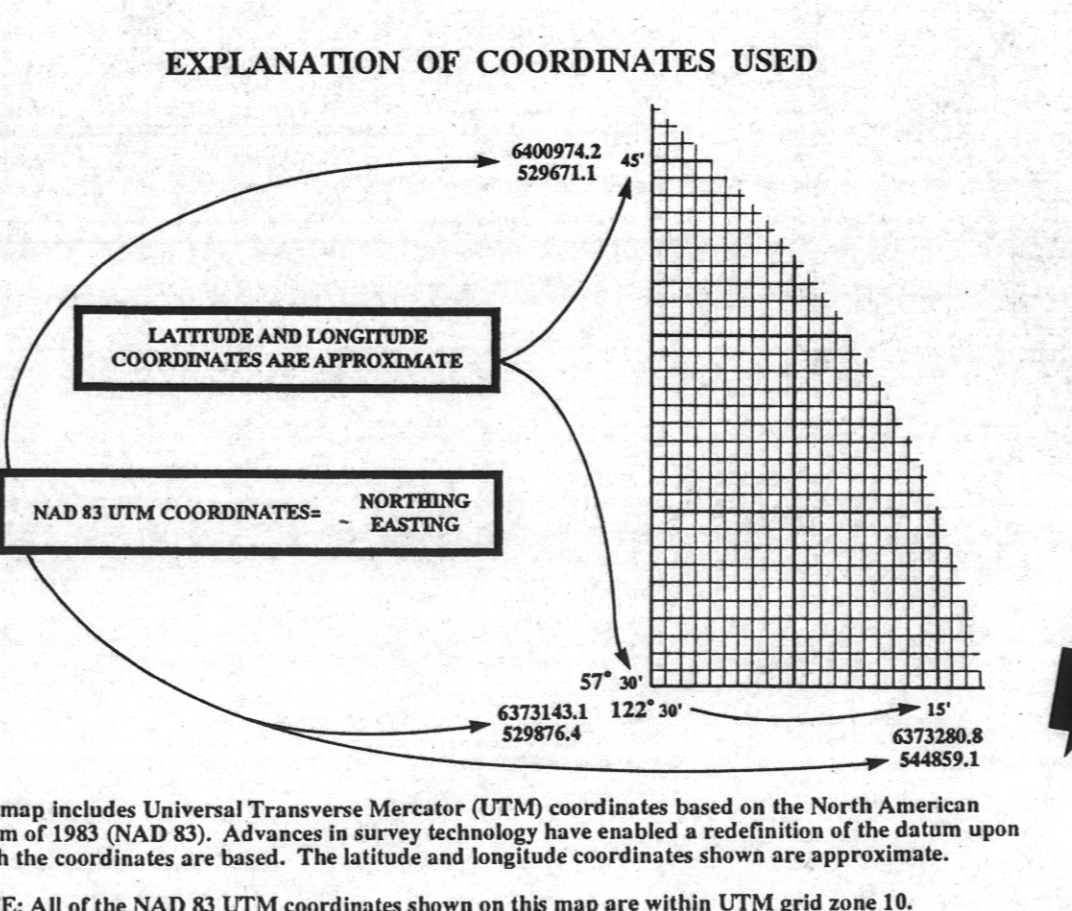 EXPLANATION OF COORDINATES USED
6400974.2
529671.1
45'
LATITUDE AND LONGITUDE
COORDINATES ARE APPROXIMATE
NAD 83 UTM COORDINATES=
NORTHING
EASTING
57° 30'
6373143.1
529876.4
122° 30'
15'
6373280.8
544859.1
map includes Universal Transverse Mercator (UTM) coordinates based on the North American
of 1983 (NAD 83). Advances in survey technology have enabled a redefinition of the datum upon
the coordinates are based. The latitude and longitude coordinates shown are approximate.
All of the NAD 83 UTM coordinates shown on this map are within UTM grid zone 10.